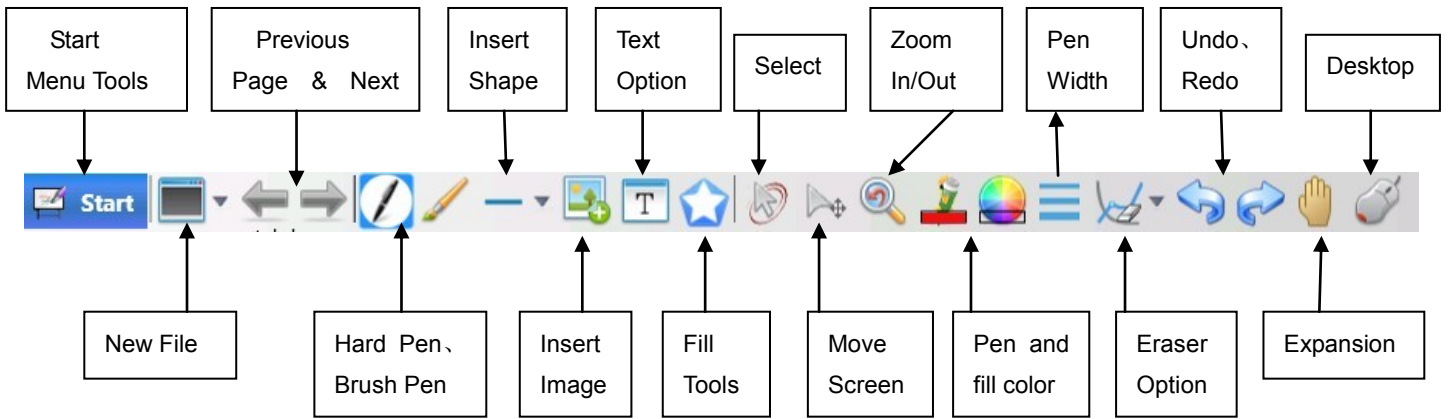 Start
Menu Tools
Previous
Page & Next
Insert
Shape
Text
Option
Select
Zoom
In/Out
Pen
Width
Undo、
Redo
Desktop
Start
T
New File
Hard Pen、
Brush Pen
Insert
Image
Fill
Tools
Move
Screen
Pen and
fill color
Eraser
Option
Expansion